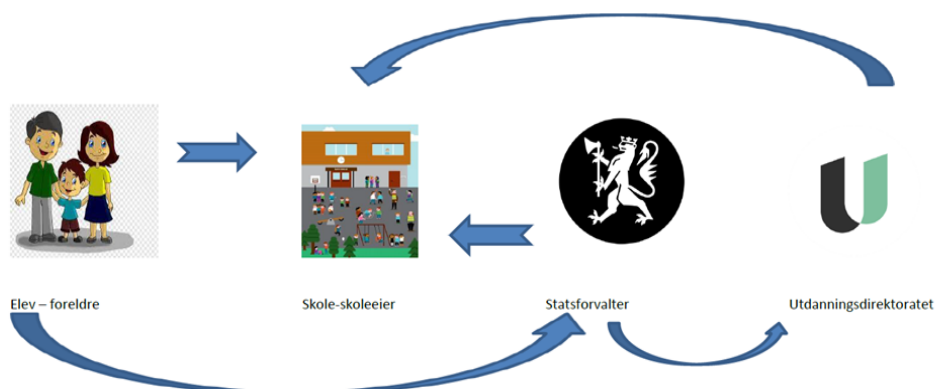 Elev – foreldre
Skole-skoleeier
Statsforvalter
Utdanningsdirektoratet